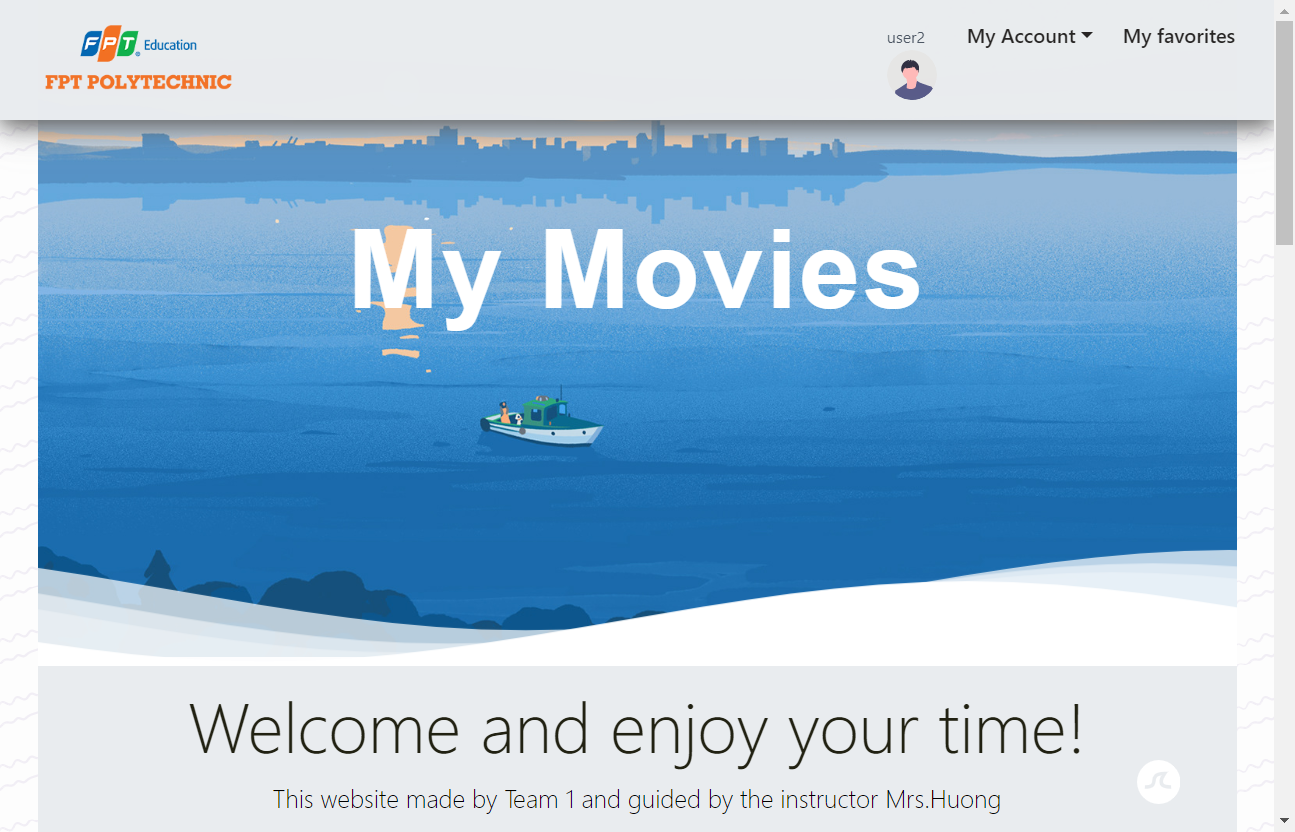 FPT Education
FPT POLYTECHNIC
user2
My Account
My favorites
My Movies
Welcome and enjoy your time!
This website made by Team 1 and guided by the instructor Mrs.Huong